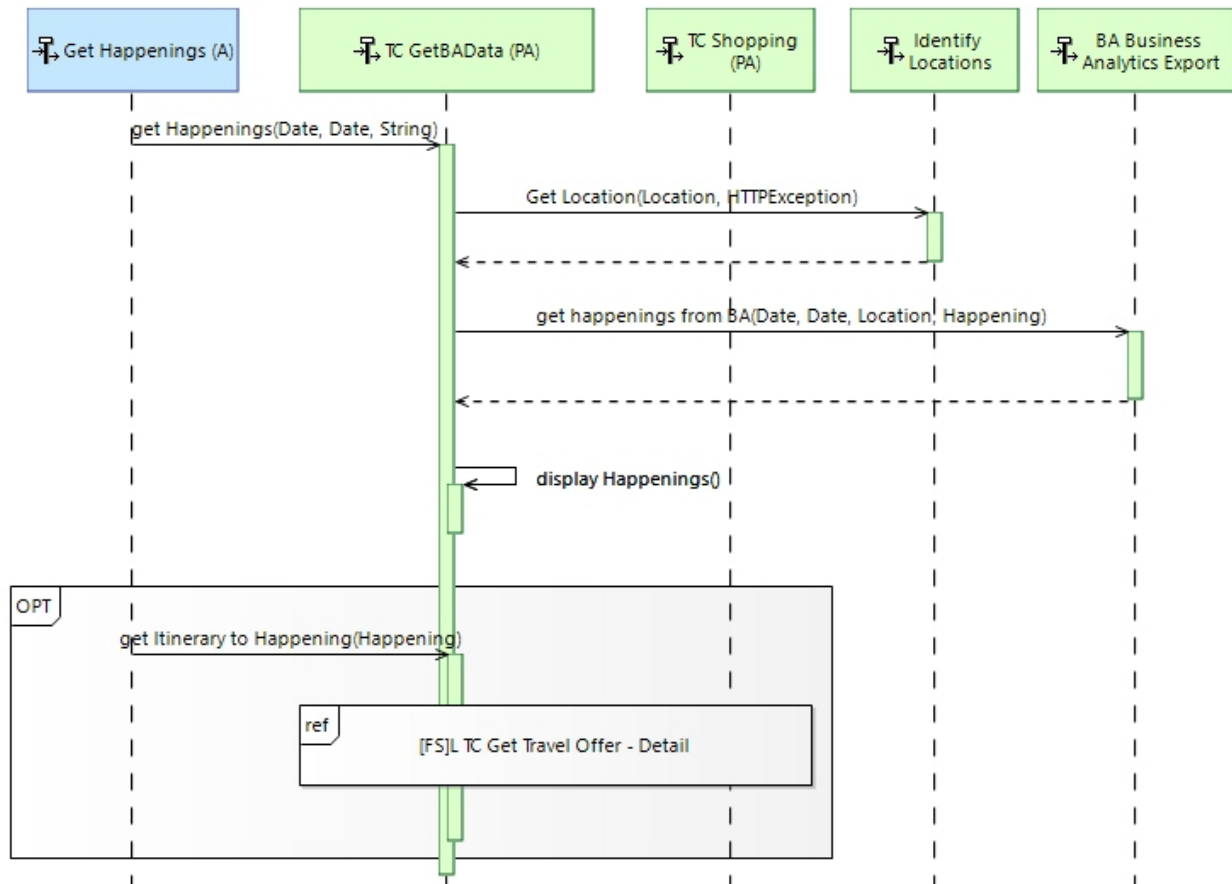 Get Happenings (A)
TC GetBAData (PA)
TC Shopping
(PA)
Identify
Locations
BA Business
Analytics Export
get Happenings(Date, Date, String)
Get Location(Location, HTTPException)
get happenings from BA(Date, Date, Location, Happening)
display Happenings()
OPT
get Itinerary to Happening(Happening)
ref
[FS]L TC Get Travel Offer - Detail